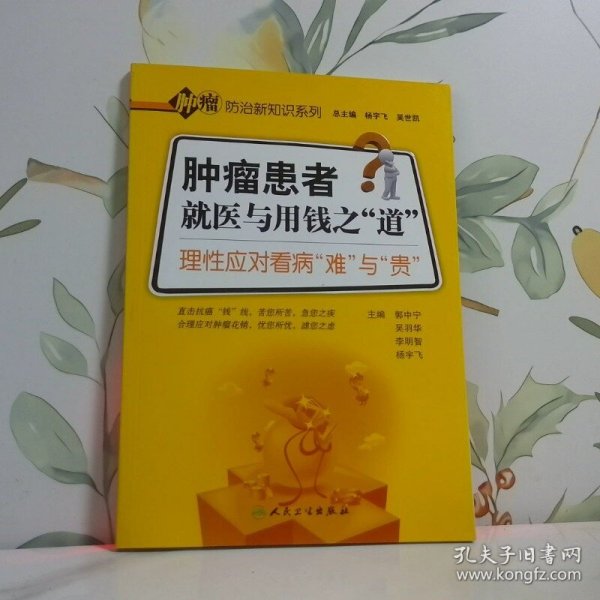 肿瘤防治新知识系列 总主编 杨宇飞 吴世凯
肿瘤患者
就医与用钱之“道”
理性应对看病“难”与“贵”
直击抗癌“钱”线，苦您所苦、急您之疾
合理应对肿瘤花销，忧您所忧、虑您之虑
主编 郭中宁
吴羽华
李明智
杨宇飞
人民卫生出版社
孔夫子旧书网
www.kongfz.com